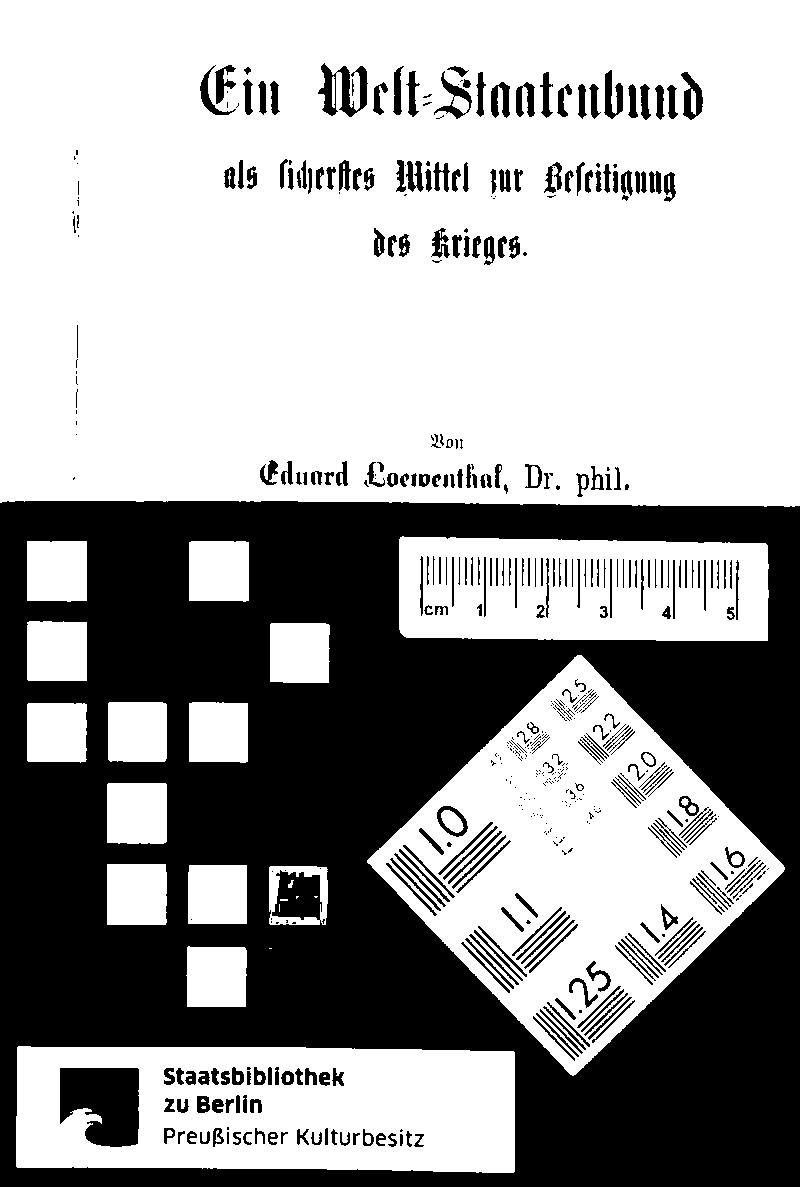 Ein Welt-Staatenbund
als sicherstes Mittel zur Beseitigung
des Krieges.
Von
Eduard Loewenthal, Dr. phil.
cm 1 2 3 4 5
2.5
2.8 2.2
3.2 2.0
3.6 1.8
4.0 1.6
1.0
1.1 1.4
1.25
Staatsbibliothek
zu Berlin
Preußischer Kulturbesitz